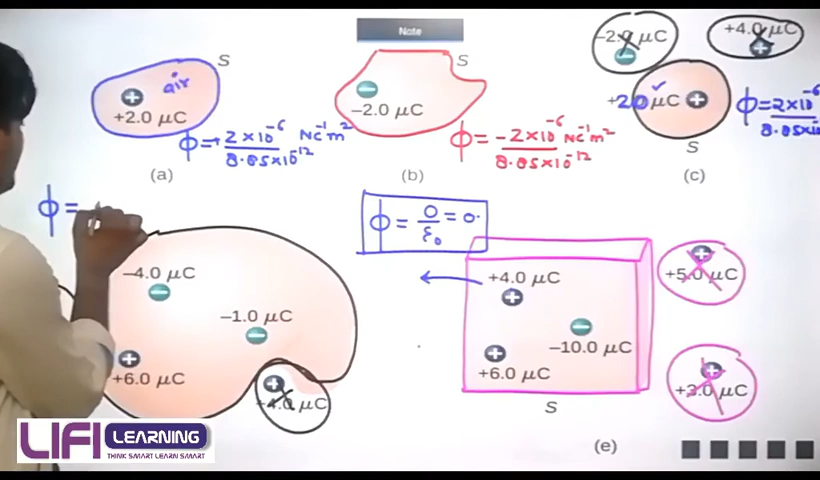 Note
S
air
+2.0 μC
Φ = + 2×10⁻⁶ / 8.85×10⁻¹² NC⁻¹m²
(a)
S
−2.0 μC
Φ = −2×10⁻⁶ / 8.85×10⁻¹² NC⁻¹m²
(b)
−2.0 μC
+4.0 μC
+2.0 μC
S
Φ = 2×10⁻⁶
(c)
Φ =
−4.0 μC
−1.0 μC
+6.0 μC
+4.0 μC
Φ = 0/ε₀ = 0.
+4.0 μC
−10.0 μC
+6.0 μC
S
+5.0 μC
+3.0 μC
(e)
LIFI LEARNING
THINK SMART LEARN SMART